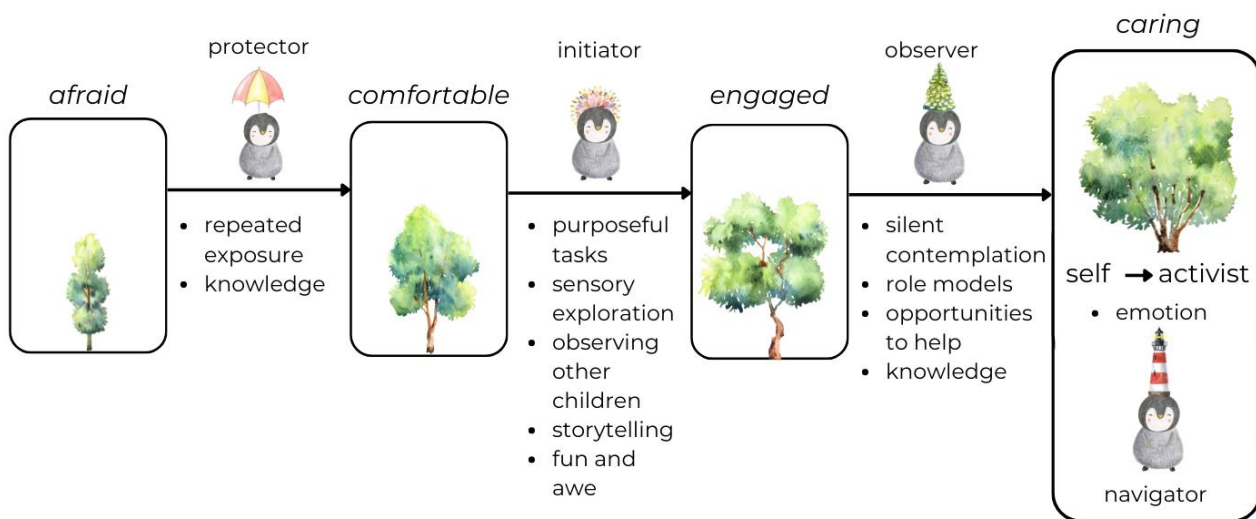 afraid
protector
• repeated
exposure
• knowledge
comfortable
initiator
• purposeful
tasks
• sensory
exploration
• observing
other
children
• storytelling
• fun and
awe
engaged
observer
• silent
contemplation
• role models
• opportunities
to help
• knowledge
caring
self → activist
• emotion
navigator